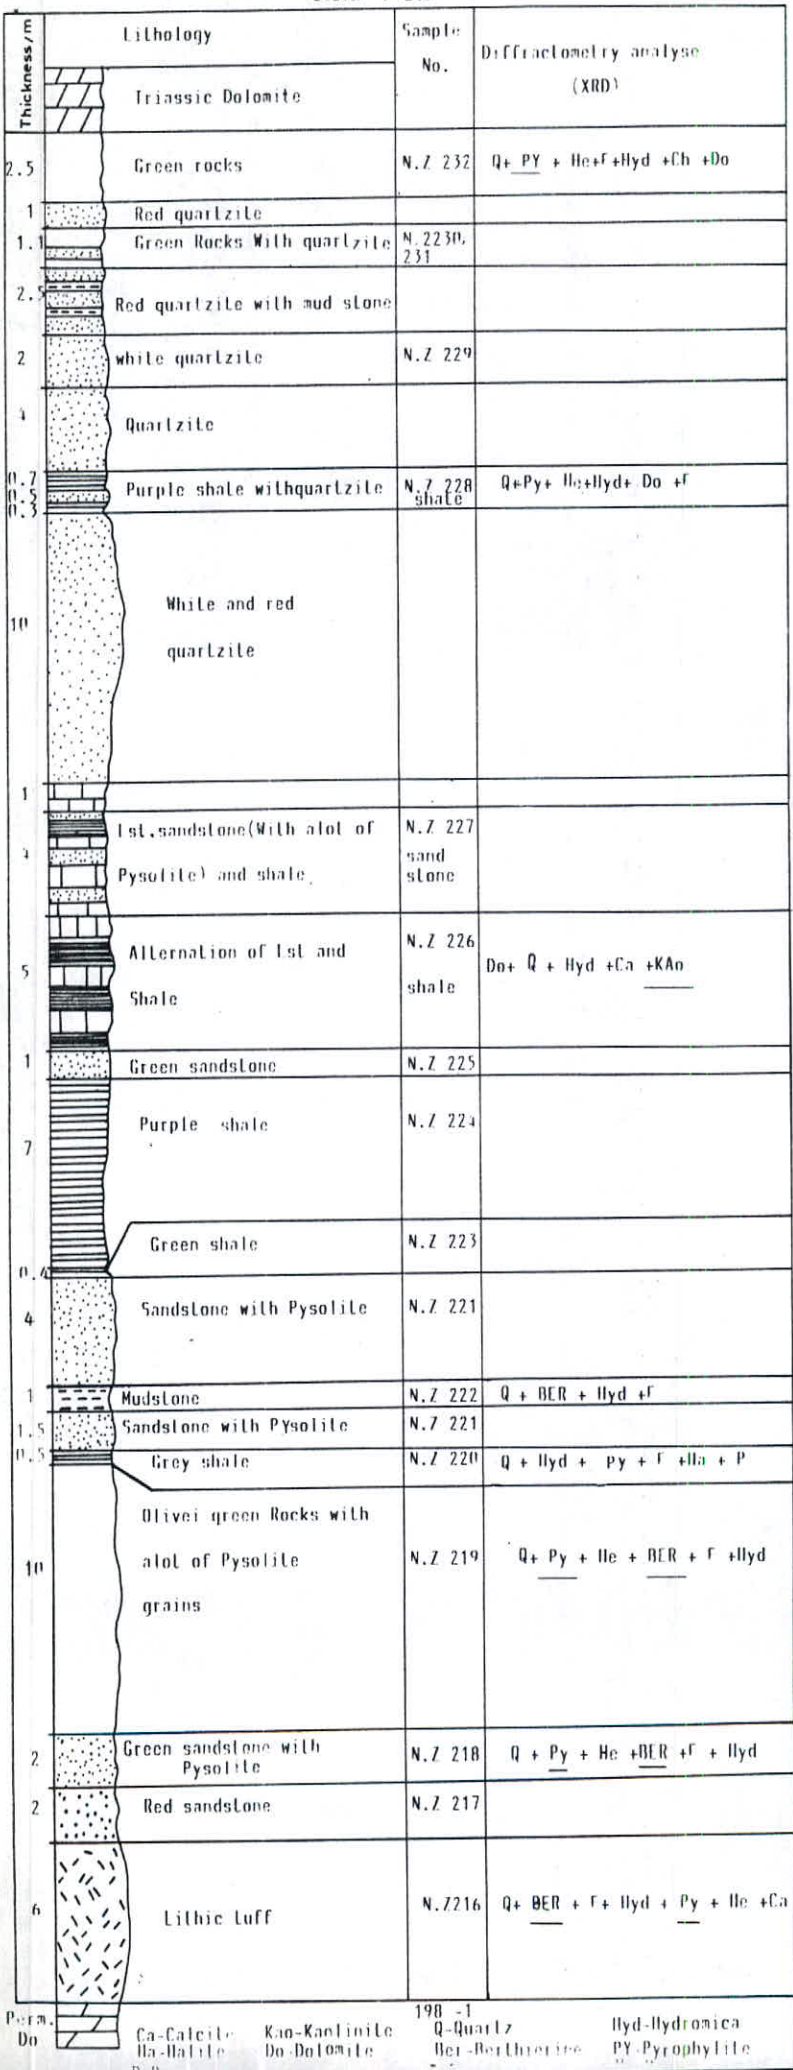 Thickness/m
Lithology
Sample No.
Diffractometry analyse (XRD)
Triassic Dolomite
2.5 Green rocks N.Z 232 Q+ PY + He+F+Hyd +Ch +Do
1 Red quartzite
1.1 Green Rocks With quartzite N.2230, 231
2.5 Red quartzite with mud stone
2 white quartzite N.Z 229
4 Quartzite
0.7
0.5
0.3
Purple shale withquartzite N.Z 228 shale Q+Py+ He+Hyd+ Do +F
10 White and red
quartzite
1
4 lst.sandstone(With alot of N.Z 227
Pysolite) and shale
sand stone
5 Alternation of lst and N.Z 226
Shale shale
Do+ Q + Hyd +Ca +KAo
1 Green sandstone N.Z 225
7 Purple shale N.Z 224
Green shale N.Z 223
0.4
4 Sandstone with Pysolite N.Z 221
1 Mudstone N.Z 222 Q + BER + Hyd +F
1.5 Sandstone with Pysolite N.Z 221
0.5 Grey shale N.Z 220 Q + Hyd + Py + F +Ha + P
Olivei green Rocks with
10 alot of Pysolite N.Z 219 Q+ Py + He + BER + F +Hyd
grains
2 Green sandstone with Pysolite N.Z 218 Q + Py + He +BER +F + Hyd
2 Red sandstone N.Z 217
6 Lithic tuff N.Z216 Q+ BER + F+ Hyd + Py + He +Ca
198 -1
Perm. Do
Ca-Calcite Kao-Kaolinite Q-Quartz Hyd-Hydromica
Ha-Halite Do-Dolomite Ber-Berthierine PY-Pyrophylite